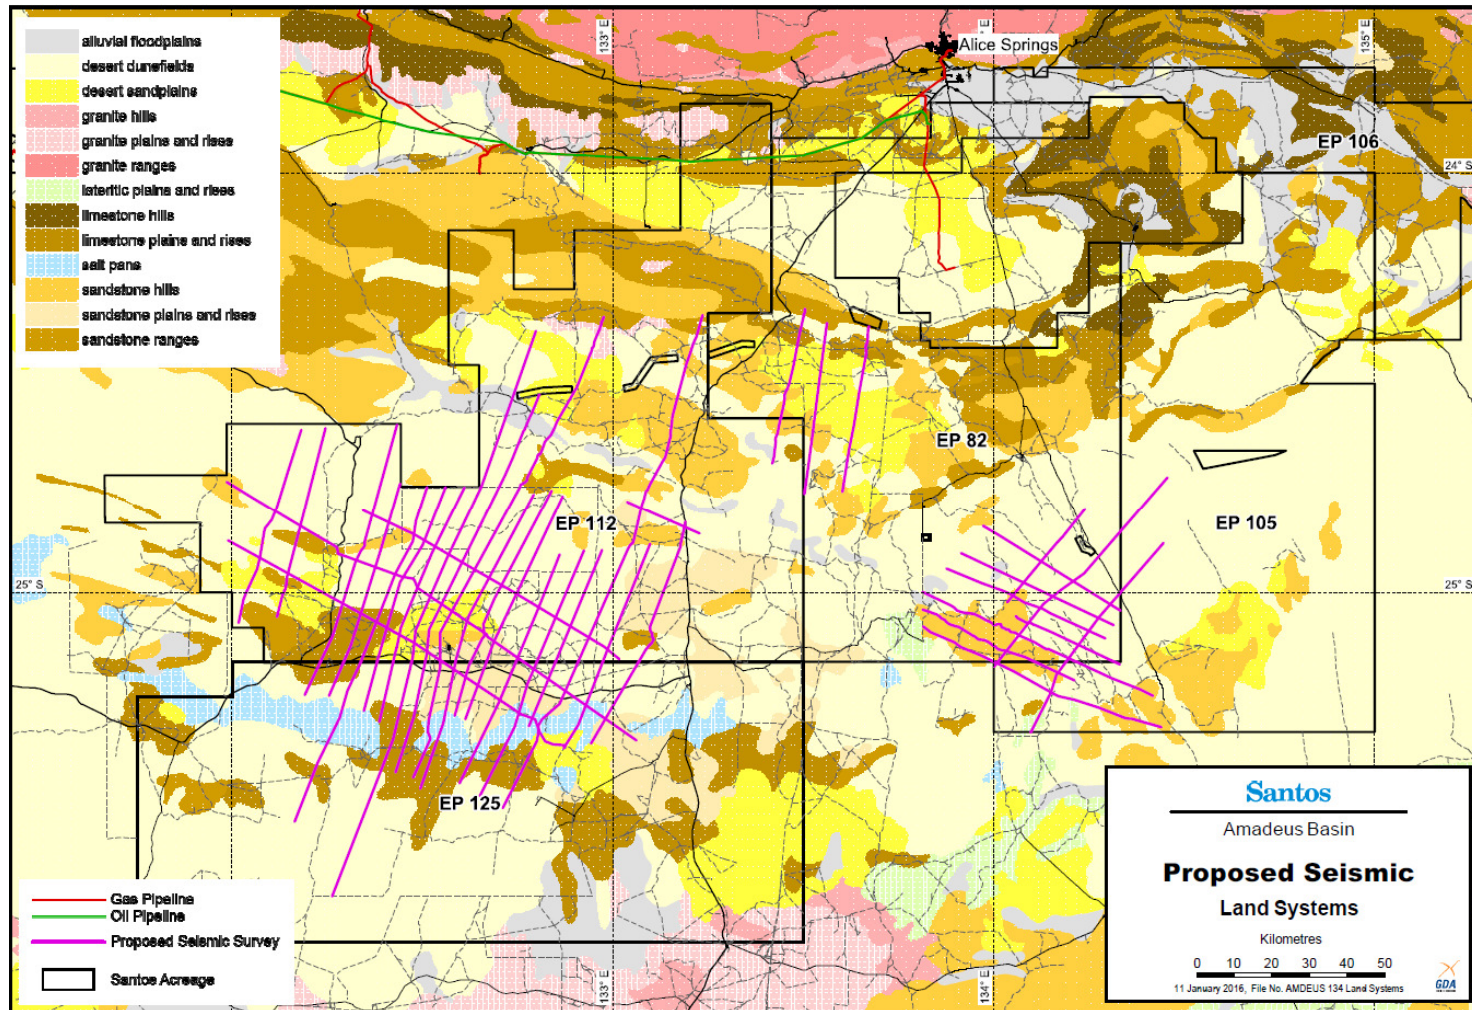 alluvial floodplains
desert dunefields
desert sandplains
granite hills
granite plains and rises
granite ranges
lateritic plains and rises
limestone hills
limestone plains and rises
salt pans
sandstone hills
sandstone plains and rises
sandstone ranges
133° E
134° E
135° E
Alice Springs
EP 106
24° S
EP 82
EP 112
EP 105
25° S
25° S
EP 125
Gas Pipeline
Oil Pipeline
Proposed Seismic Survey
Santos Acreage
133° E
134° E
Santos
Amadeus Basin
Proposed Seismic
Land Systems
Kilometres
0 10 20 30 40 50
11 January 2016, File No. AMDEUS 134 Land Systems
GDA